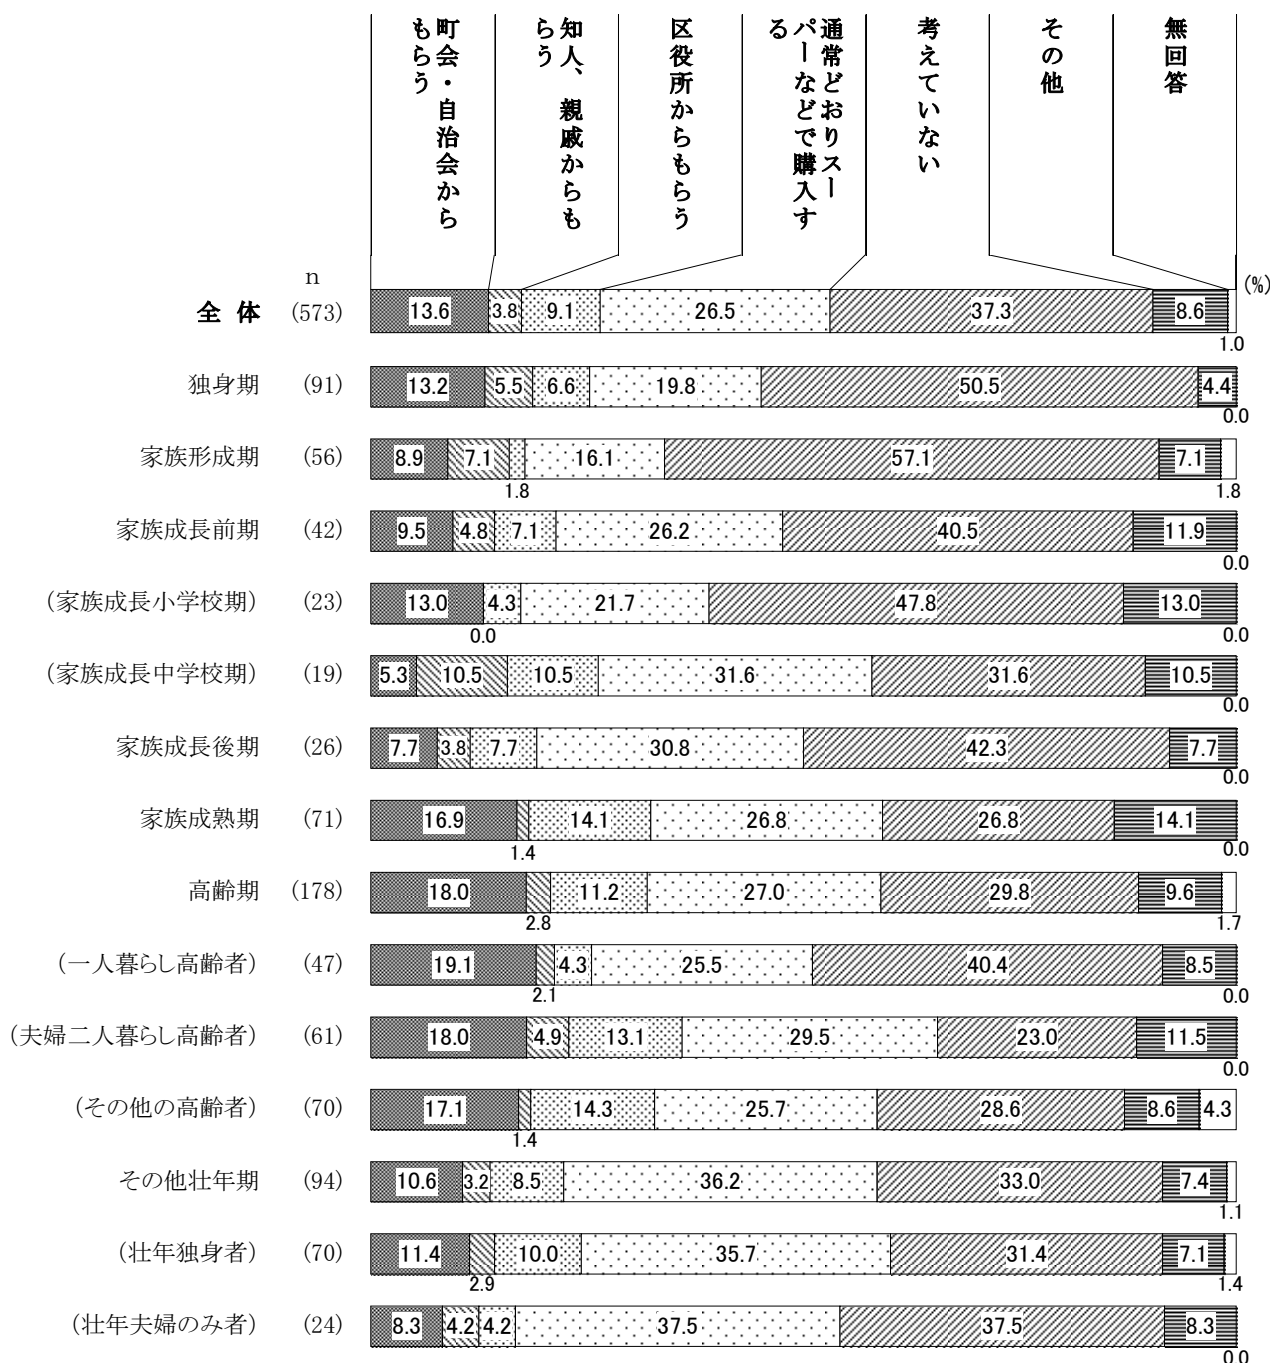 町会・自治会から
もらう
知人、親戚からも
らう
区役所からもらう
通常どおりスー
パーなどで購入す
る
考えていない
その他
無回答
n
(%)
全 体 (573) 13.6 3.8 9.1 26.5 37.3 8.6
1.0
独身期 (91) 13.2 5.5 6.6 19.8 50.5 4.4
0.0
家族形成期 (56) 8.9 7.1 16.1 57.1 7.1
1.8 1.8
家族成長前期 (42) 9.5 4.8 7.1 26.2 40.5 11.9
0.0
(家族成長小学校期) (23) 13.0 4.3 21.7 47.8 13.0
0.0 0.0
(家族成長中学校期) (19) 5.3 10.5 10.5 31.6 31.6 10.5
0.0
家族成長後期 (26) 7.7 3.8 7.7 30.8 42.3 7.7
0.0
家族成熟期 (71) 16.9 14.1 26.8 26.8 14.1
1.4 0.0
高齢期 (178) 18.0 11.2 27.0 29.8 9.6
2.8 1.7
(一人暮らし高齢者) (47) 19.1 4.3 25.5 40.4 8.5
2.1 0.0
(夫婦二人暮らし高齢者) (61) 18.0 4.9 13.1 29.5 23.0 11.5
0.0
(その他の高齢者) (70) 17.1 14.3 25.7 28.6 8.6 4.3
1.4
その他壮年期 (94) 10.6 3.2 8.5 36.2 33.0 7.4
1.1
(壮年独身者) (70) 11.4 10.0 35.7 31.4 7.1
2.9 1.4
(壮年夫婦のみ者) (24) 8.3 4.2 4.2 37.5 37.5 8.3
0.0